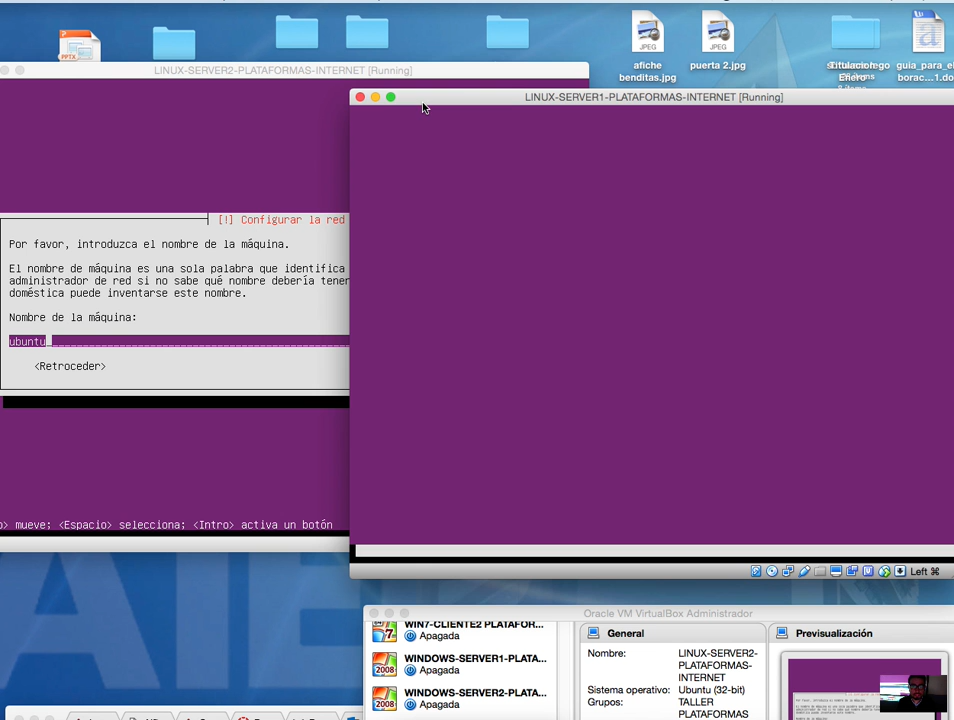 PPTX
JPEG
JPEG
afiche
benditas.jpg
puerta 2.jpg
guia_para_el
borac...1.do
LINUX-SERVER2-PLATAFORMAS-INTERNET [Running]
LINUX-SERVER1-PLATAFORMAS-INTERNET [Running]
[!] Configurar la red
Por favor, introduzca el nombre de la máquina.
El nombre de máquina es una sola palabra que identifica
administrador de red si no sabe qué nombre debería tener
doméstica puede inventarse este nombre.
Nombre de la máquina:
ubuntu
<Retroceder>
> mueve; <Espacio> selecciona; <Intro> activa un botón
Left ⌘
Oracle VM VirtualBox Administrador
WIN7-CLIENTE2 PLATAFOR...
Apagada
WINDOWS-SERVER1-PLATA...
Apagada
WINDOWS-SERVER2-PLATA...
Apagada
General
Nombre: LINUX-SERVER2-
PLATAFORMAS-
INTERNET
Sistema operativo: Ubuntu (32-bit)
Grupos: TALLER
PLATAFORMAS
Previsualización